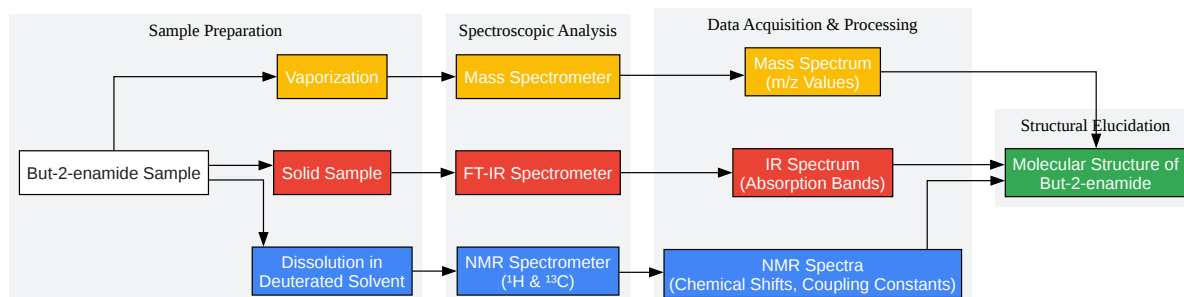 Sample Preparation
Spectroscopic Analysis
Data Acquisition & Processing
Vaporization
Mass Spectrometer
Mass Spectrum
(m/z Values)
Structural Elucidation
But-2-enamide Sample
Solid Sample
FT-IR Spectrometer
IR Spectrum
(Absorption Bands)
Molecular Structure of
But-2-enamide
Dissolution in
Deuterated Solvent
NMR Spectrometer
(¹H & ¹³C)
NMR Spectra
(Chemical Shifts, Coupling Constants)